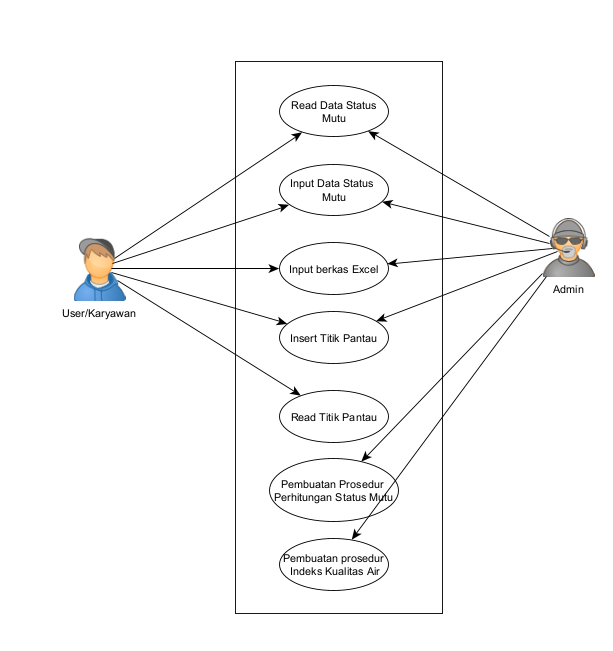 Read Data Status
Mutu
Input Data Status
Mutu
Input berkas Excel
User/Karyawan
Admin
Insert Titik Pantau
Read Titik Pantau
Pembuatan Prosedur
Perhitungan Status Mutu
Pembuatan prosedur
Indeks Kualitas Air